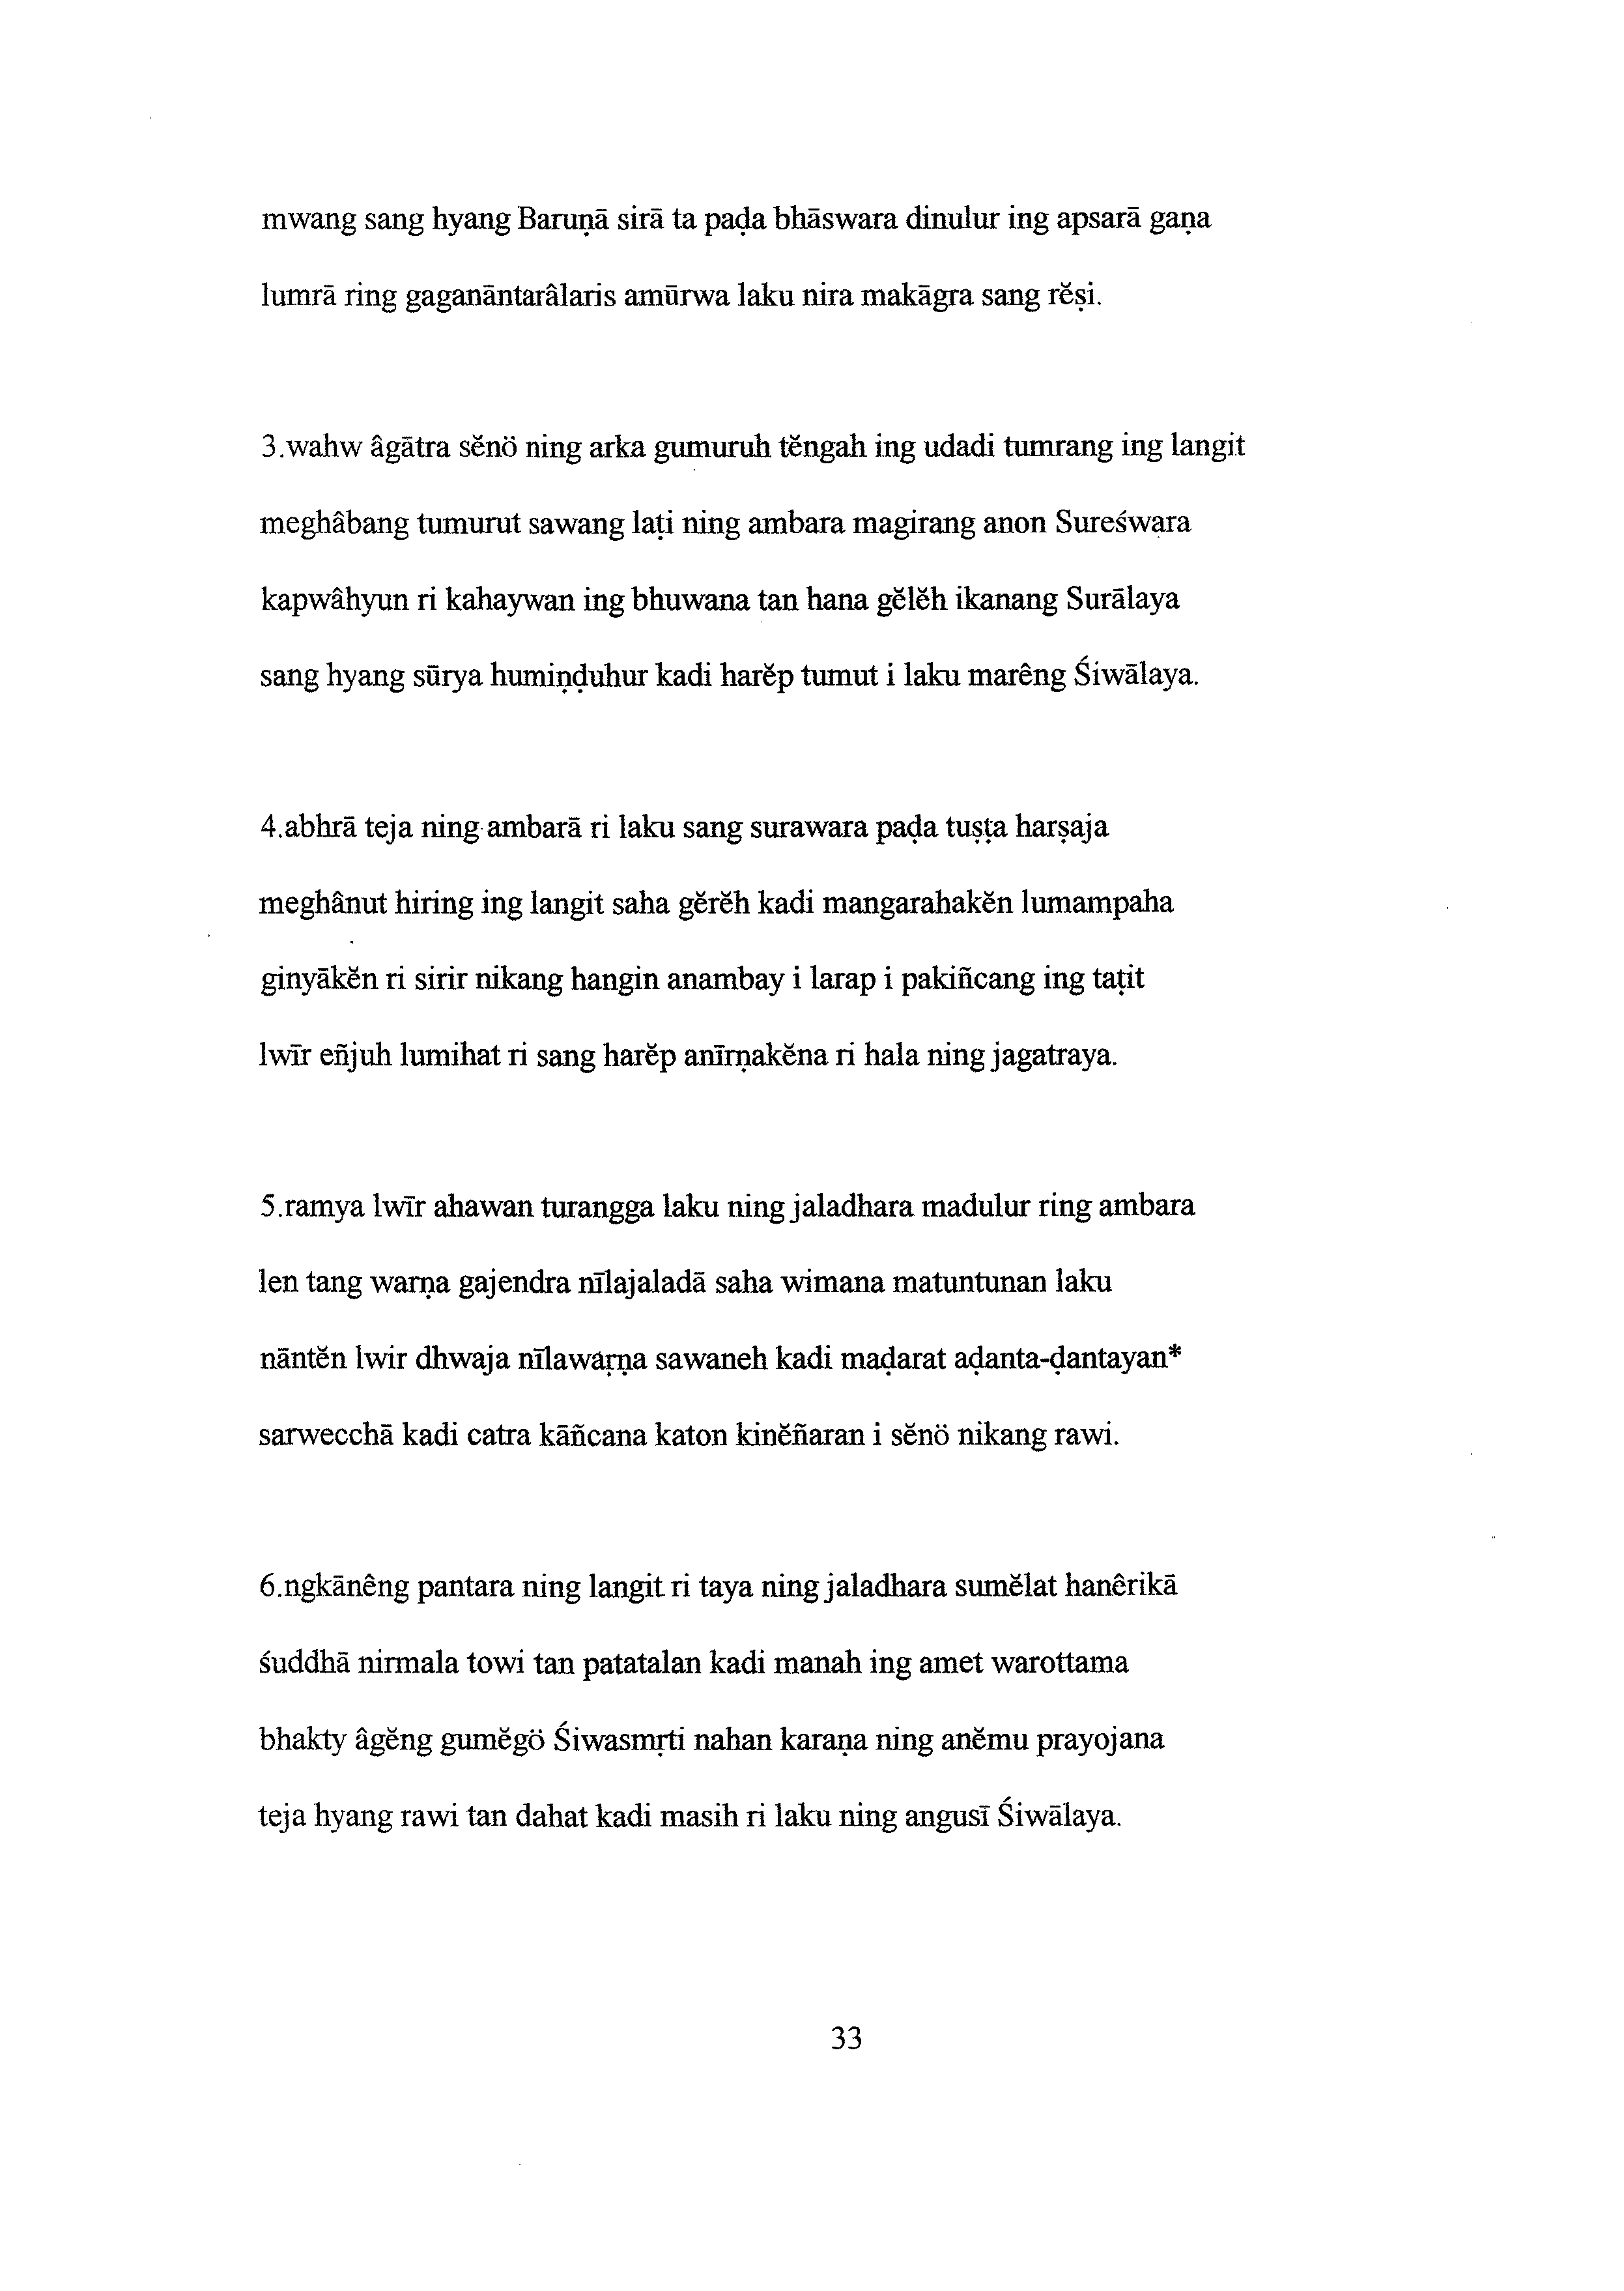 mwang sang hyang Baruṇā sirā ta paḍa bhāswara dinulur ing apsarā gaṇa
lumrā ring gaganāntarâlaris amūrwa laku nira makāgra sang rĕṣi.
3.wahw âgātra sĕnö ning arka gumuruh tĕngah ing udadi tumrang ing langit
meghâbang tumurut sawang laṭi ning ambara magirang anon Sureśwara
kapwâhyun ri kahaywan ing bhuwana tan hana gĕlĕh ikanang Surālaya
sang hyang sūrya humiṇḍuhur kadi harĕp tumut i laku marêng Śiwālaya.
4.abhrā teja ning ambarā ri laku sang surawara paḍa tuṣṭa harṣaja
meghânut hiring ing langit saha gĕrĕh kadi mangarahakĕn lumampaha
ginyākĕn ri sirir nikang hangin anambay i larap i pakiñcang ing taṭit
lwīr eñjuh lumihat ri sang harĕp anīrṇakĕna ri hala ning jagatraya.
5.ramya lwīr ahawan turangga laku ning jaladhara madulur ring ambara
len tang warṇa gajendra nīlajaladā saha wimana matuntunan laku
nāntĕn lwir dhwaja nīlawarṇa sawaneh kadi maḍarat aḍanta-ḍantayan*
sarwecchā kadi catra kāñcana katon kinĕñaran i sĕnö nikang rawi.
6.ngkānêng pantara ning langit ri taya ning jaladhara sumĕlat hanêrikā
śuddhā nirmala towi tan patatalan kadi manah ing amet warottama
bhakty âgĕng gumĕgö Śiwasmṛti nahan karaṇa ning anĕmu prayojana
teja hyang rawi tan dahat kadi masih ri laku ning angusī Śiwālaya.
33